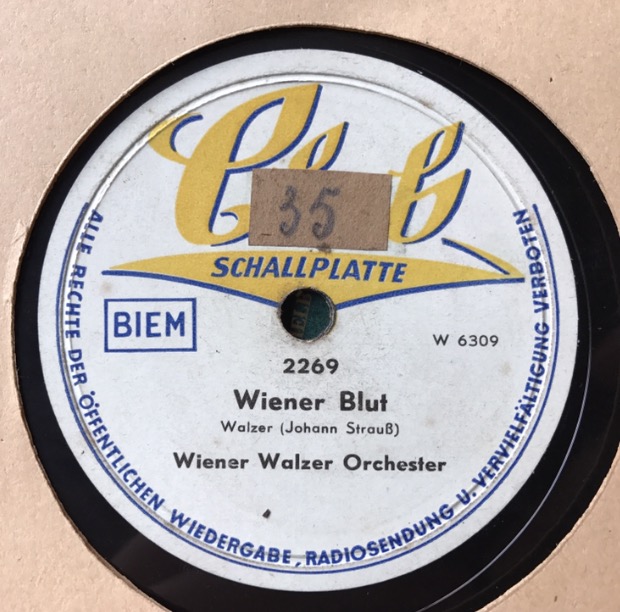 Club
35
SCHALLPLATTE
BIEM
W 6309
2269
Wiener Blut
Walzer (Johann Strauß)
Wiener Walzer Orchester
ALLE RECHTE DER ÖFFENTLICHEN WIEDERGABE, RADIOSENDUNG U. VERVIELFÄLTIGUNG VERBOTEN